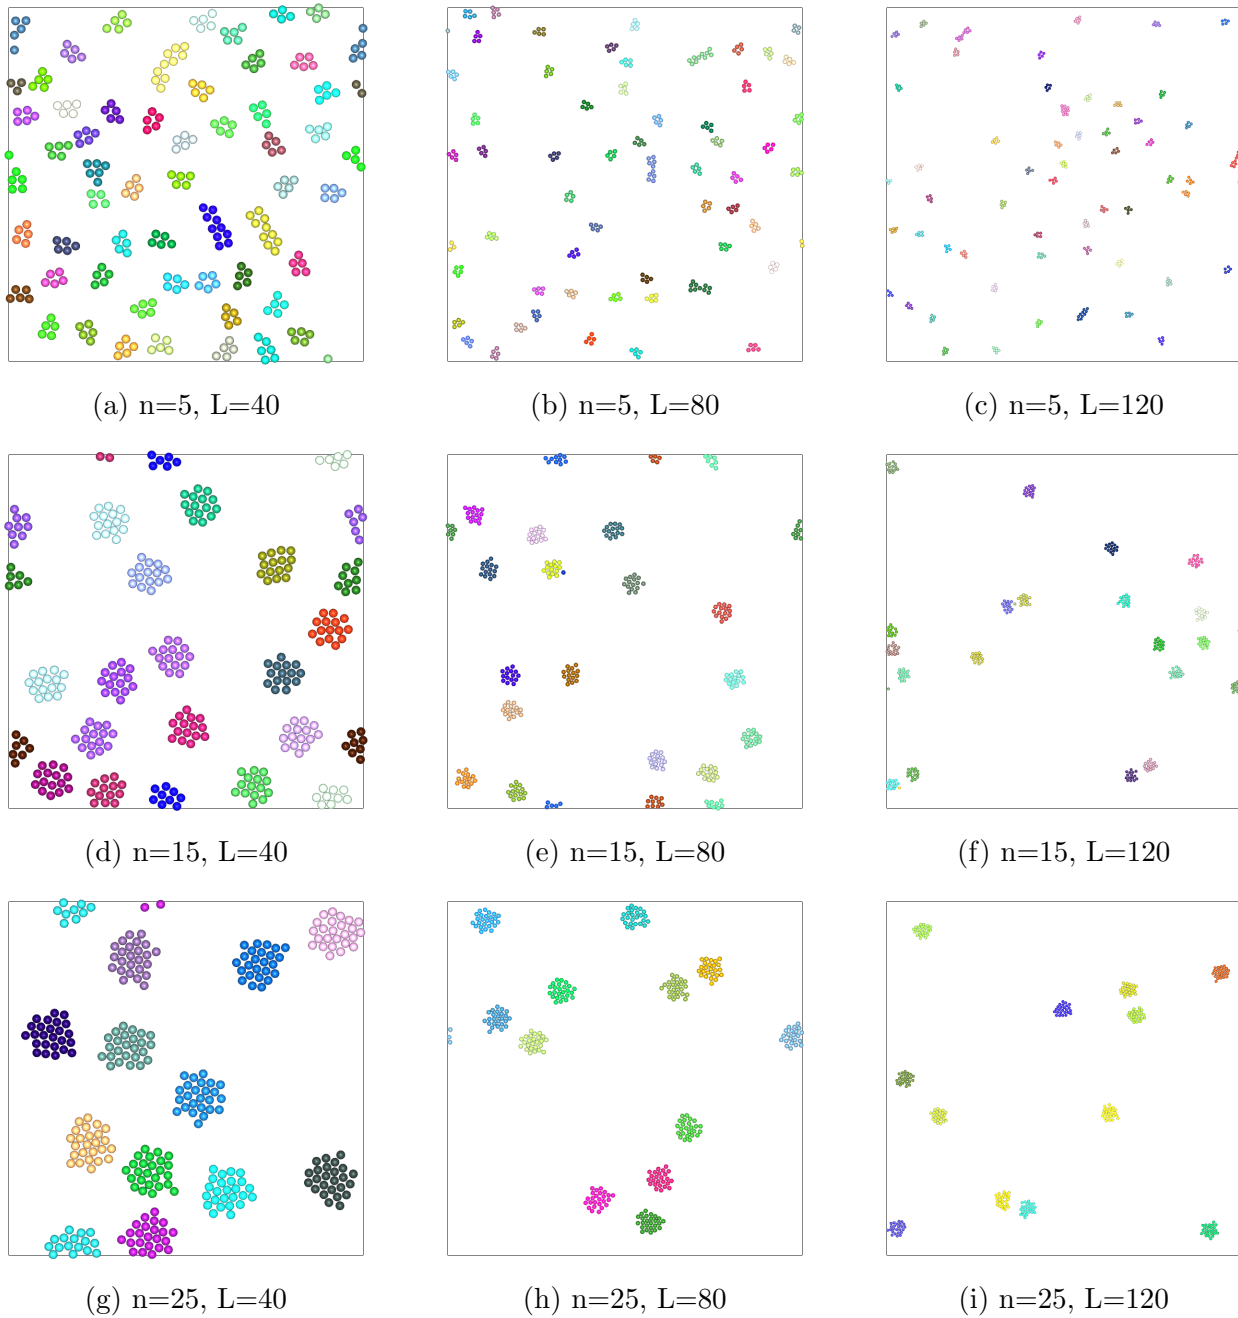 (a) n=5, L=40
(b) n=5, L=80
(c) n=5, L=120
(d) n=15, L=40
(e) n=15, L=80
(f) n=15, L=120
(g) n=25, L=40
(h) n=25, L=80
(i) n=25, L=120